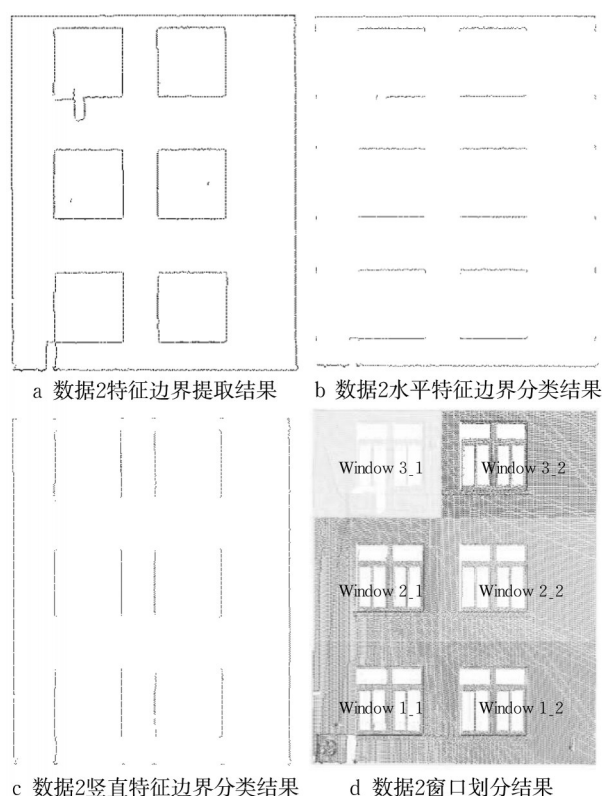 a 数据2特征边界提取结果
b 数据2水平特征边界分类结果
Window 3_1
Window 3_2
Window 2_1
Window 2_2
Window 1_1
Window 1_2
c 数据2竖直特征边界分类结果
d 数据2窗口划分结果